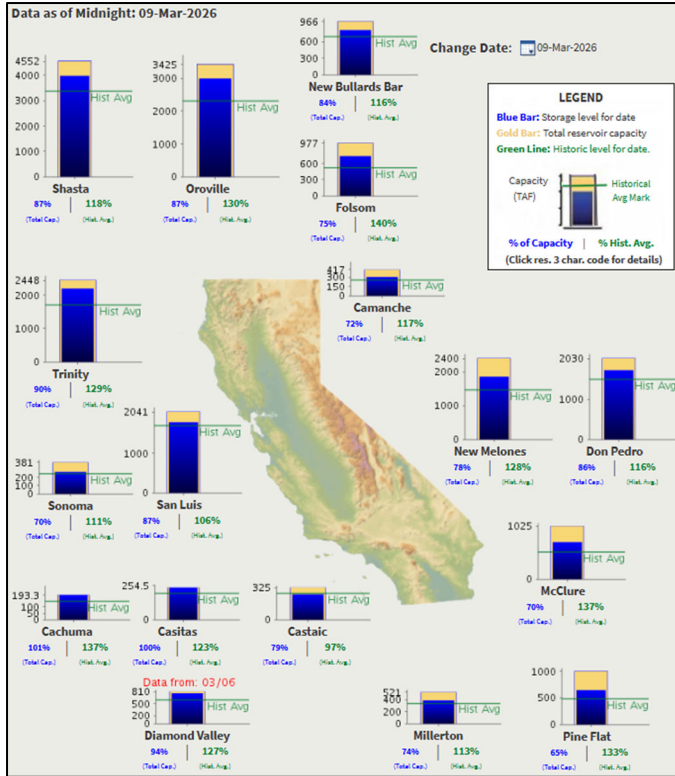 Data as of Midnight: 09-Mar-2026
Change Date: 09-Mar-2026
4552
4000
3000
2000
1000
0
Hist Avg
Shasta
87% | 118%
(Total Cap.) (Hist. Avg.)
3425
3000
2000
1000
0
Hist Avg
Oroville
87% | 130%
(Total Cap.) (Hist. Avg.)
966
600
300
0
Hist Avg
New Bullards Bar
84% | 116%
(Total Cap.) (Hist. Avg.)
977
600
300
0
Hist Avg
Folsom
75% | 140%
(Total Cap.) (Hist. Avg.)
LEGEND
Blue Bar: Storage level for date
Gold Bar: Total reservoir capacity
Green Line: Historic level for date.
Capacity
(TAF)
Historical
Avg Mark
% of Capacity | % Hist. Avg.
(Click res. 3 char. code for details)
417
300
150
0
Hist Avg
Camanche
72% | 117%
(Total Cap.) (Hist. Avg.)
2448
2000
1000
0
Hist Avg
Trinity
90% | 129%
(Total Cap.) (Hist. Avg.)
2400
2000
1000
0
Hist Avg
New Melones
78% | 128%
(Total Cap.) (Hist. Avg.)
2030
1000
0
Hist Avg
Don Pedro
86% | 116%
(Total Cap.) (Hist. Avg.)
381
200
100
0
Hist Avg
Sonoma
70% | 111%
(Total Cap.) (Hist. Avg.)
2041
1000
0
Hist Avg
San Luis
87% | 106%
(Total Cap.) (Hist. Avg.)
1025
500
0
Hist Avg
McClure
70% | 137%
(Total Cap.) (Hist. Avg.)
193.3
100
50
0
Hist Avg
Cachuma
101% | 137%
(Total Cap.) (Hist. Avg.)
254.5
0
Hist Avg
Casitas
100% | 123%
(Total Cap.) (Hist. Avg.)
325
0
Hist Avg
Castaic
79% | 97%
(Total Cap.) (Hist. Avg.)
Data from: 03/06
810
500
0
Hist Avg
Diamond Valley
94% | 127%
(Total Cap.) (Hist. Avg.)
521
400
200
0
Hist Avg
Millerton
74% | 113%
(Total Cap.) (Hist. Avg.)
1000
500
0
Hist Avg
Pine Flat
65% | 133%
(Total Cap.) (Hist. Avg.)